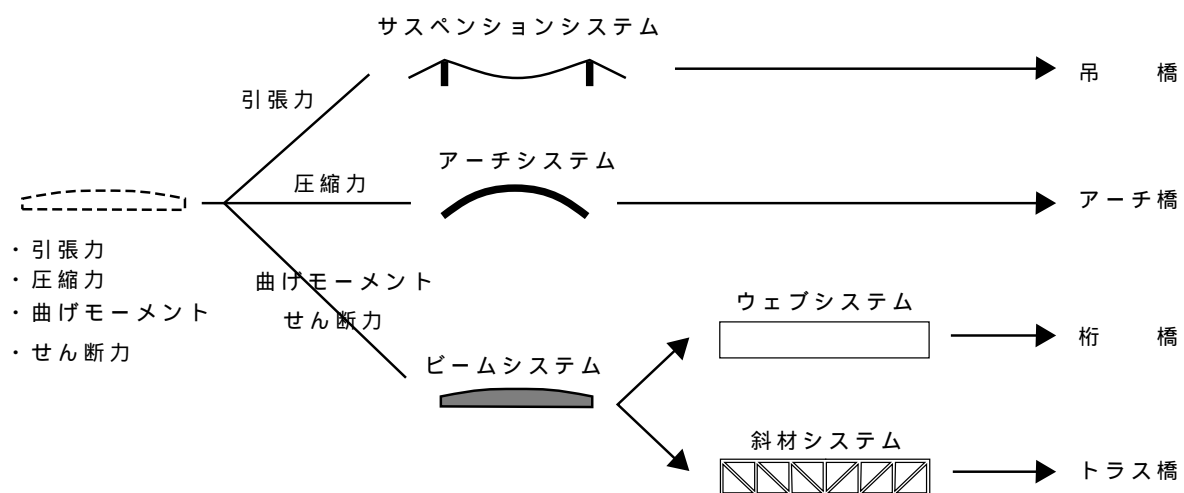 サスペンションシステム
引張力
吊 橋
アーチシステム
圧縮力
アーチ橋
・引張力
・圧縮力
・曲げモーメント
・せん断力
曲げモーメント
せん断力
ビームシステム
ウェブシステム
桁 橋
斜材システム
トラス橋